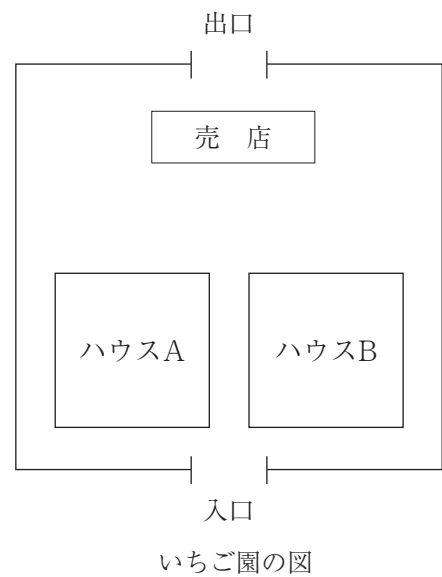 出口
売　店
ハウスA
ハウスB
入口
いちご園の図